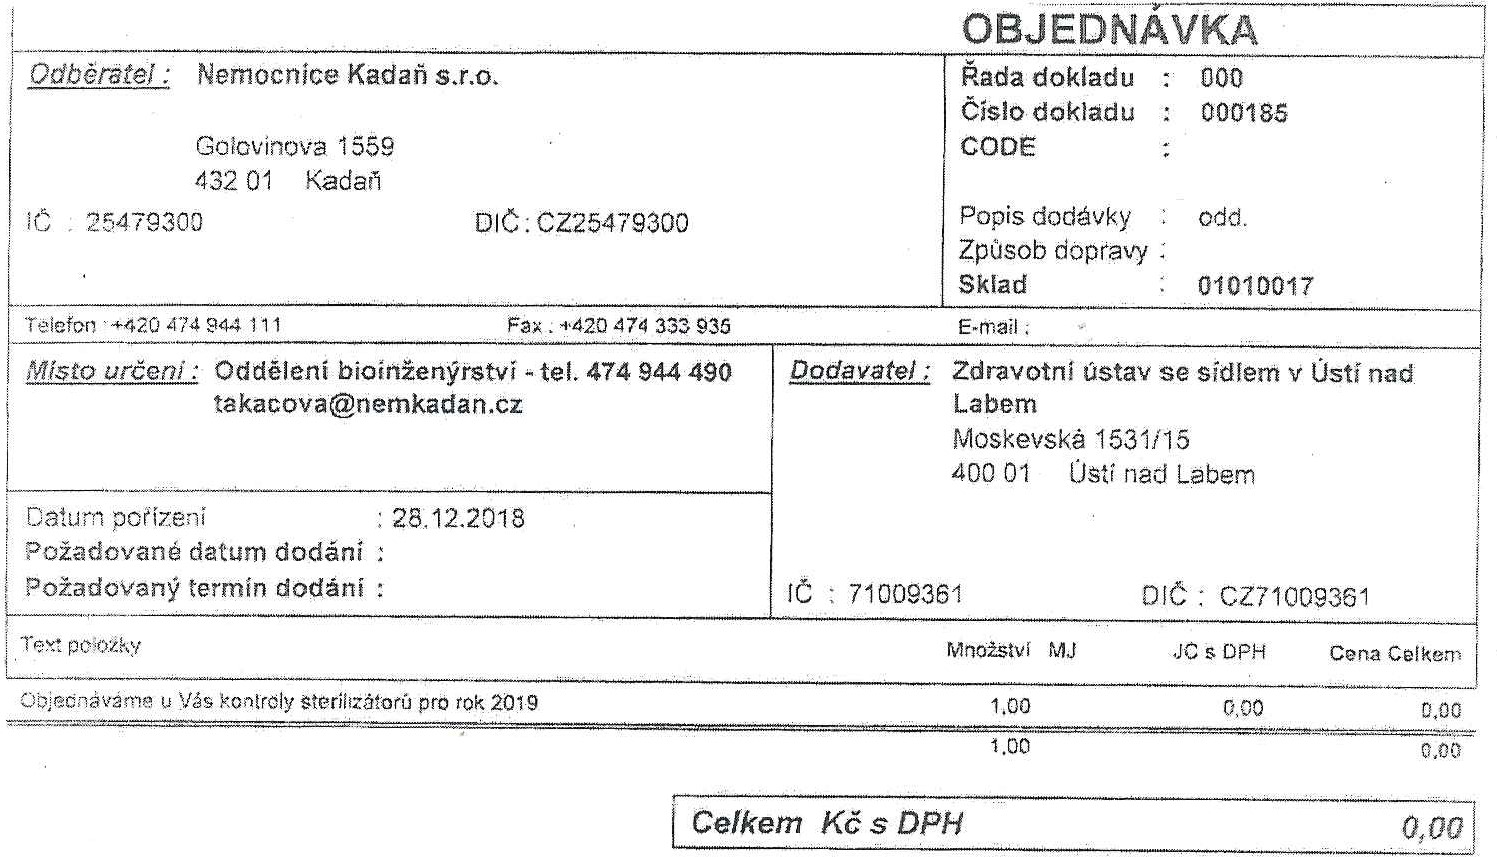 OBJEDNÁVKA
Odběratel : Nemocnice Kadaň s.r.o.
Golovinova 1559
432 01 Kadaň
IČ : 25479300 DIČ : CZ25479300
Řada dokladu : 000
Číslo dokladu : 000185
CODE :
Popis dodávky : odd.
Způsob dopravy :
Sklad : 01010017
Telefon : +420 474 944 111 Fax : +420 474 333 935 E-mail :
Místo určení : Oddělení bioinženýrství - tel. 474 944 490
takacova@nemkadan.cz
Dodavatel : Zdravotní ústav se sídlem v Ústí nad
Labem
Moskevská 1531/15
400 01 Ústí nad Labem
Datum pořízení : 28.12.2018
Požadované datum dodání :
Požadovaný termín dodání :
IČ : 71009361 DIČ : CZ71009361
Text položky Množství MJ JC s DPH Cena Celkem
Objednáváme u Vás kontroly sterilizátorů pro rok 2019 1,00 0,00 0,00
1,00 0,00
Celkem Kč s DPH 0,00